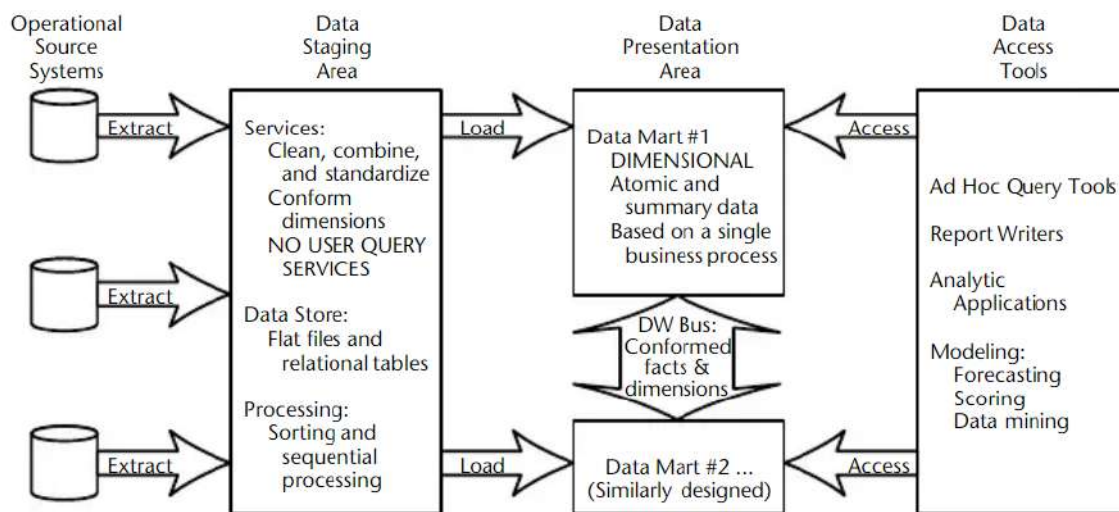 Operational
Source
Systems
Data
Staging
Area
Data
Presentation
Area
Data
Access
Tools
Extract
Extract
Extract
Services:
Clean, combine,
and standardize
Conform
dimensions
NO USER QUERY
SERVICES
Data Store:
Flat files and
relational tables
Processing:
Sorting and
sequential
processing
Load
Load
Data Mart #1
DIMENSIONAL
Atomic and
summary data
Based on a single
business process
DW Bus:
Conformed
facts &
dimensions
Data Mart #2 ...
(Similarly designed)
Access
Access
Ad Hoc Query Tools
Report Writers
Analytic
Applications
Modeling:
Forecasting
Scoring
Data mining